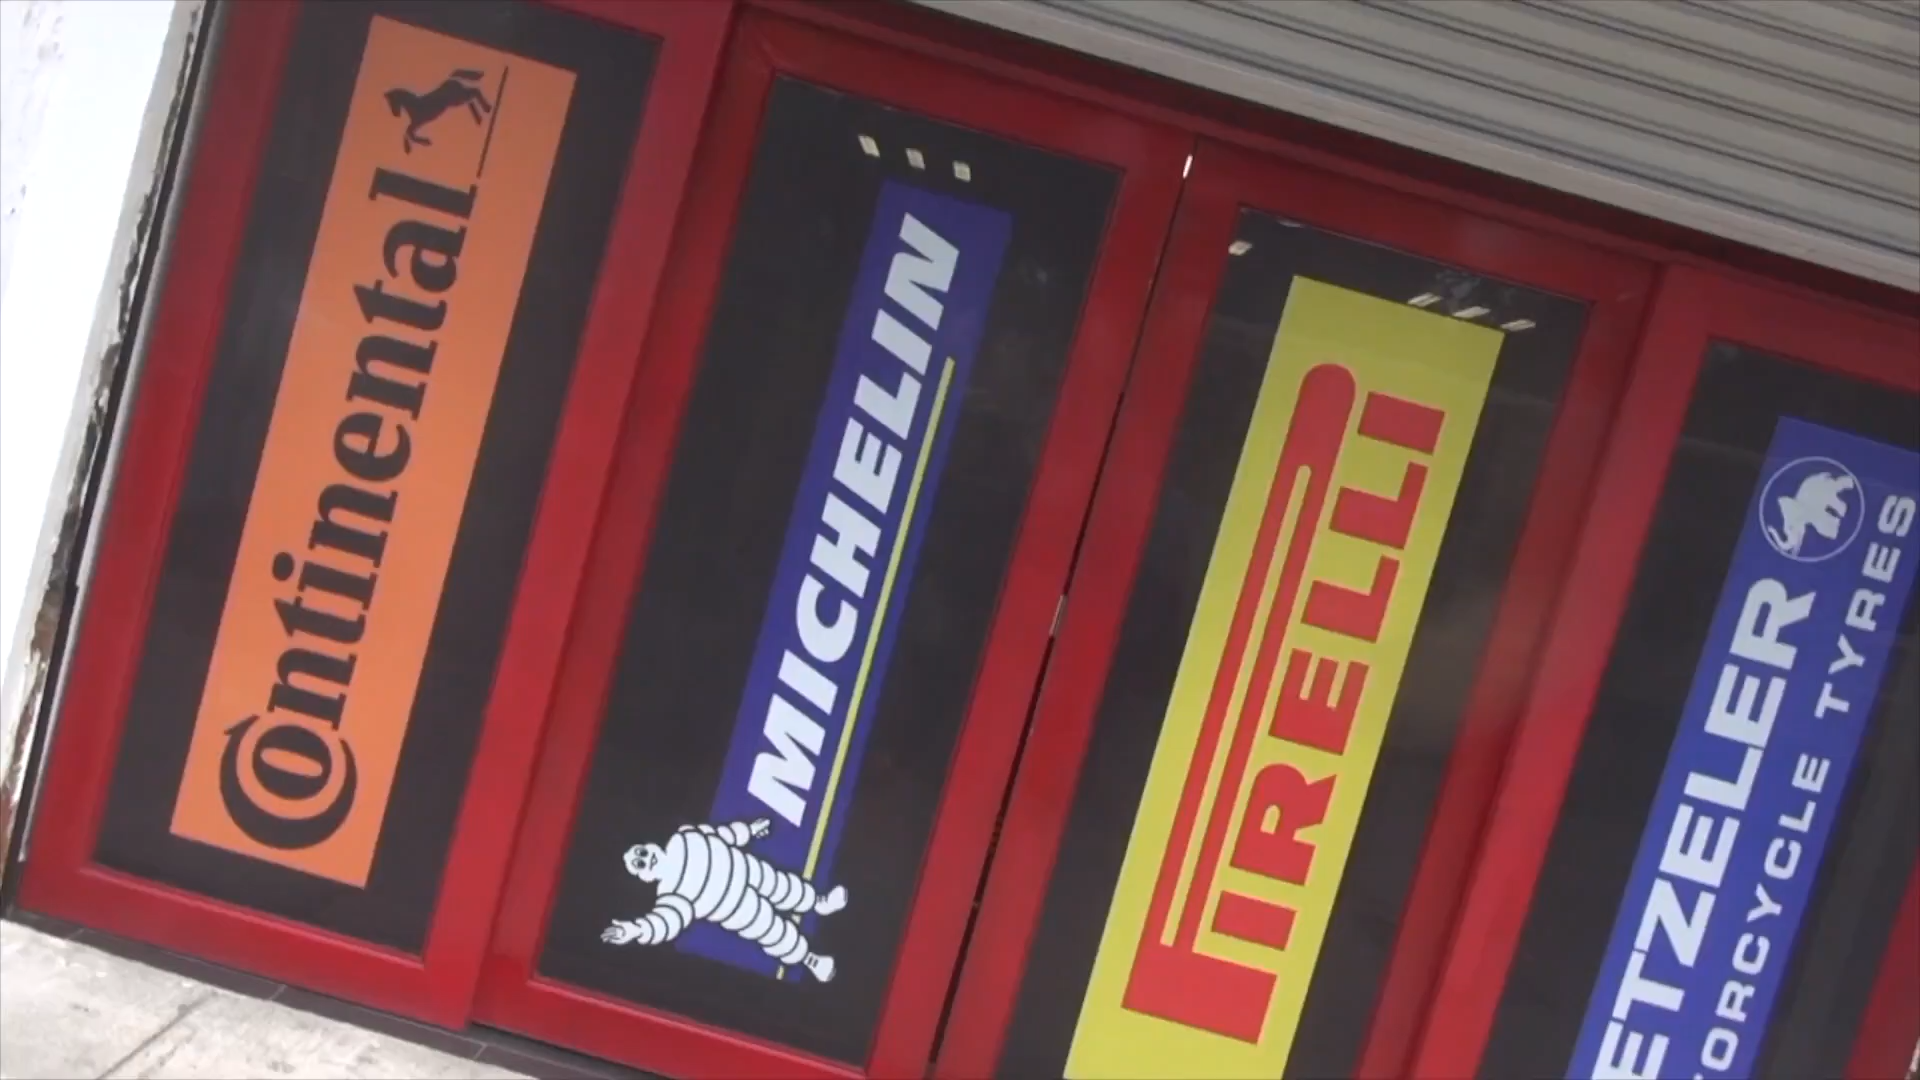 Continental
MICHELIN
PIRELLI
ETZELER
ORCYCLE TYRES